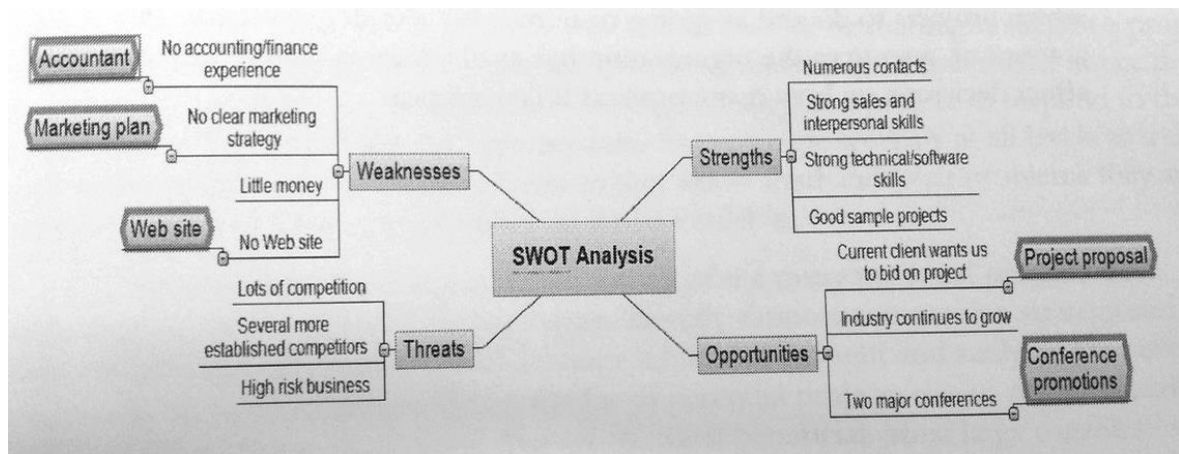 Accountant
No accounting/finance
experience
Marketing plan
No clear marketing
strategy
Little money
Web site
No Web site
Weaknesses
Numerous contacts
Strong sales and
interpersonal skills
Strong technical/software
skills
Good sample projects
Strengths
SWOT Analysis
Lots of competition
Several more
established competitors
High risk business
Threats
Current client wants us
to bid on project
Project proposal
Industry continues to grow
Opportunities
Two major conferences
Conference
promotions